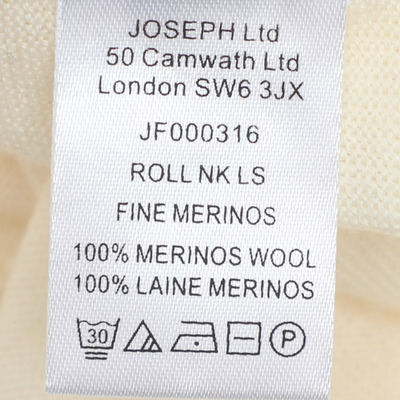 JOSEPH Ltd
50 Camwath Ltd
London SW6 3JX
JF000316
ROLL NK LS
FINE MERINOS
100% MERINOS WOOL
100% LAINE MERINOS
30 P